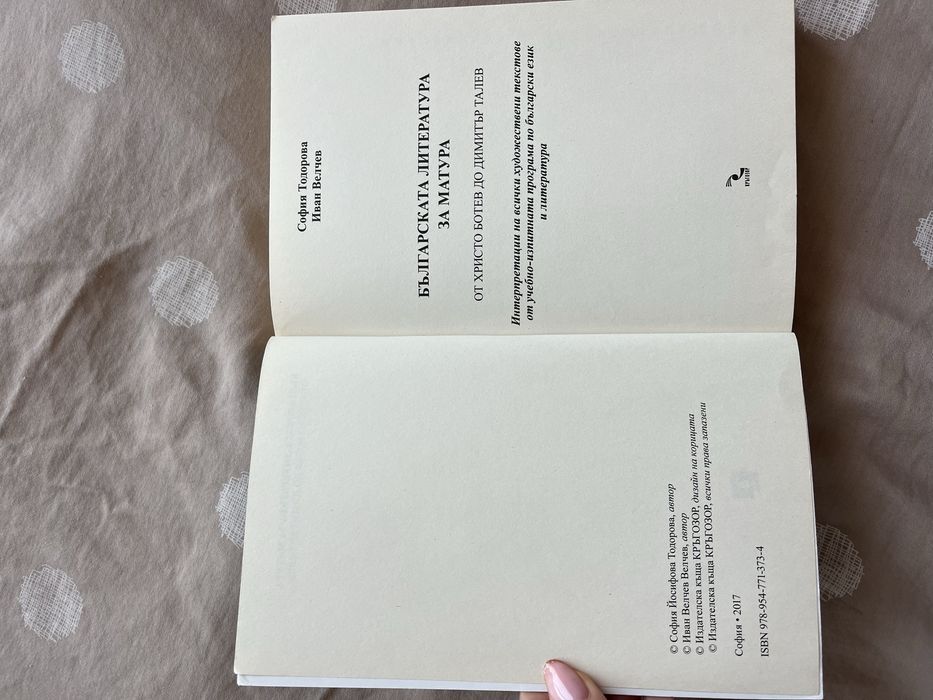 © София Йосифова Тодорова, автор
© Иван Велчев Велчев, автор
© Издателска къща КРЪГОЗОР, дизайн на корицата
© Издателска къща КРЪГОЗОР, всички права запазени
София • 2017
ISBN 978-954-771-373-4
София Тодорова
Иван Велчев
БЪЛГАРСКАТА ЛИТЕРАТУРА
ЗА МАТУРА
ОТ ХРИСТО БОТЕВ ДО ДИМИТЪР ТАЛЕВ
Интерпретации на всички художествени текстове
от учебно-изпитната програма по български език
и литература